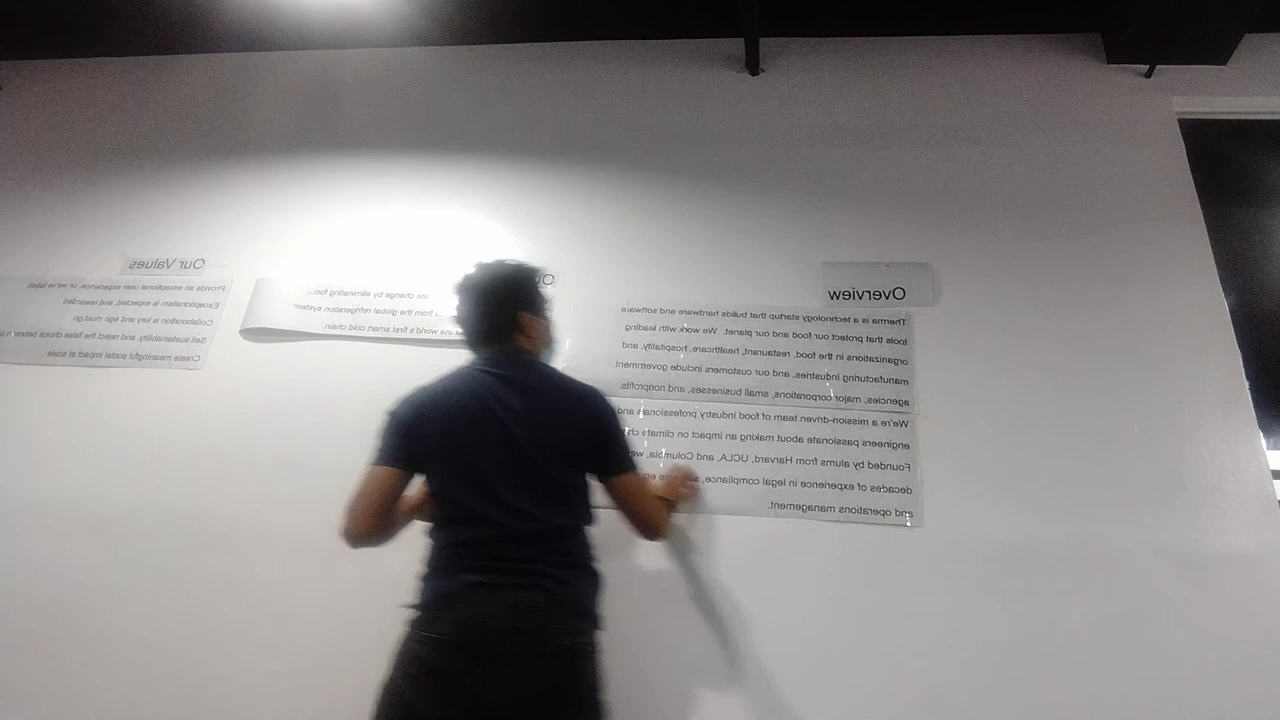 Overview
Therma is a technology startup that builds hardware and software
tools that protect our food and our planet. We work with leading
organizations in the food, restaurant, healthcare, hospitality, and
manufacturing industries, and our customers include government
agencies, major corporations, small businesses, and nonprofits.
We're a mission-driven team of food industry professionals and
engineers passionate about making an impact on climate
Founded by alums from Harvard, UCLA, and Columbia, we
decades of experience in legal compliance,
and operations management.
change by eliminating
from the global refrigeration system
world's first smart cold chain.
Our Values
Provide an exceptional user experience, or we've failed
Exceptionalism is expected, and rewarded
Collaboration is key and ego must go
Sell sustainability, and reject the false choice between
Create meaningful social impact at scale